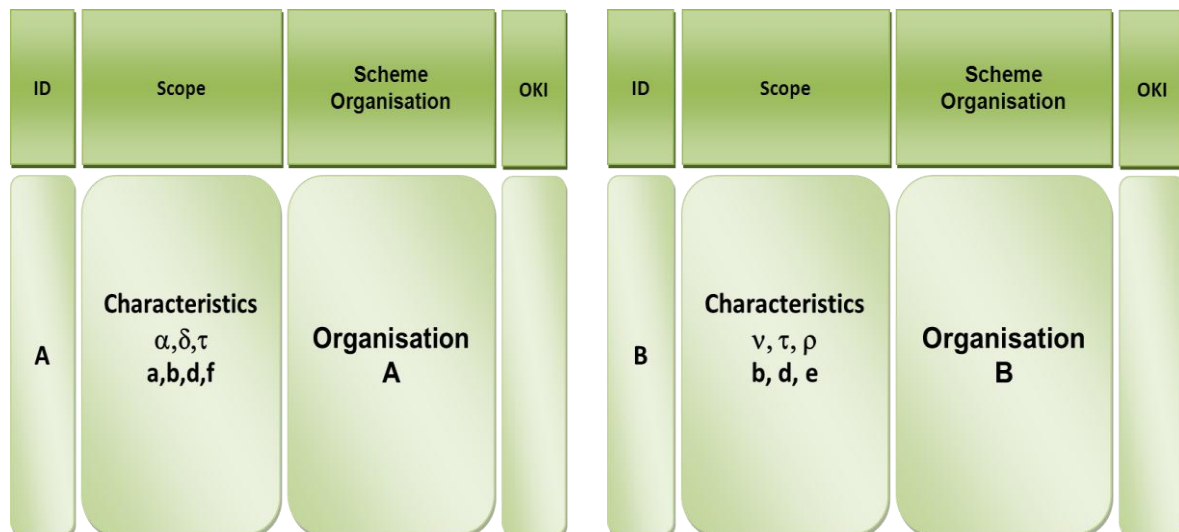 ID
Scope
Scheme
Organisation
OKI
A
Characteristics
α,δ,τ
a,b,d,f
Organisation
A
ID
Scope
Scheme
Organisation
OKI
B
Characteristics
ν, τ, ρ
b, d, e
Organisation
B